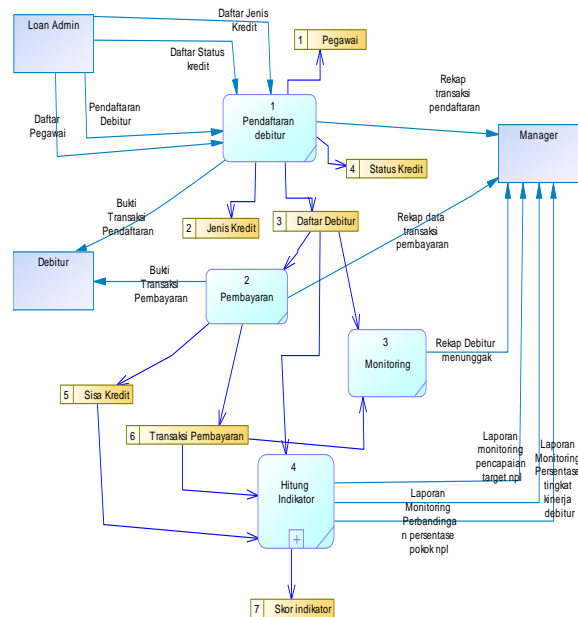 Loan Admin
Daftar Jenis
Kredit
Daftar Status
kredit
1 Pegawai
Daftar
Pegawai
Pendaftaran
Debitur
1
Pendaftaran
debitur
Rekap
transaksi
pendaftaran
Manager
4 Status Kredit
Bukti
Transaksi
Pendaftaran
2 Jenis Kredit
3 Daftar Debitur
Rekap data
transaksi
pembayaran
Debitur
Bukti
Transaksi
Pembayaran
2
Pembayaran
3
Monitoring
Rekap Debitur
menunggak
5 Sisa Kredit
6 Transaksi Pembayaran
4
Hitung
Indikator
+
Laporan
monitoring
pencapaian
target npl
Laporan
Monitoring
Persentase
tingkat
kinerja
debitur
Laporan
Monitoring
Perbandinga
n persentase
pokok npl
7 Skor indikator